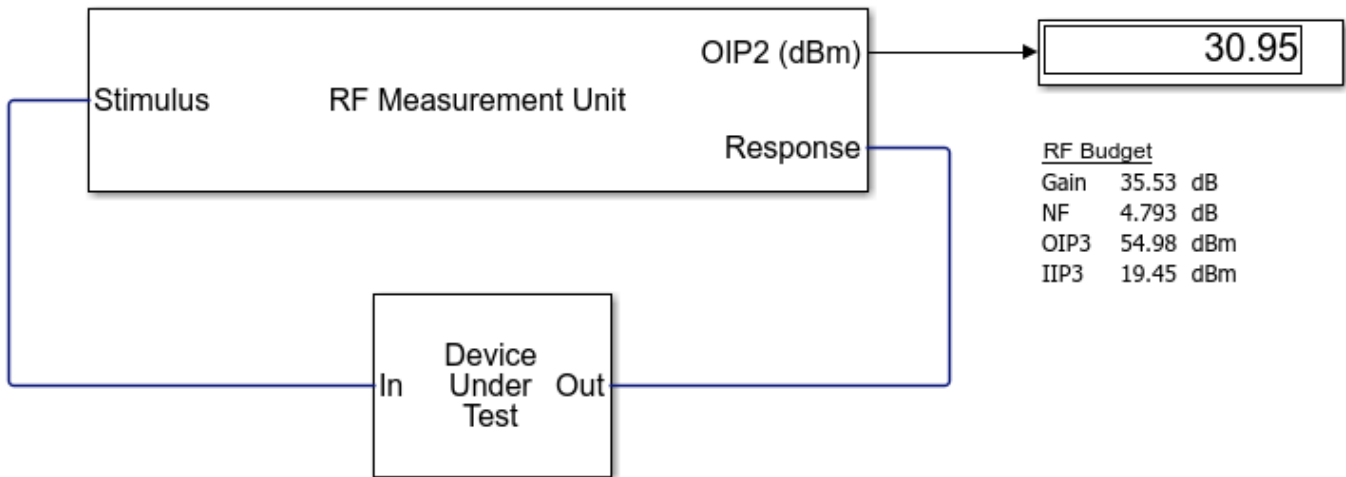 OIP2 (dBm)
30.95
Stimulus
RF Measurement Unit
Response
RF Budget
Gain 35.53 dB
NF 4.793 dB
OIP3 54.98 dBm
IIP3 19.45 dBm
In
Device
Under
Test
Out